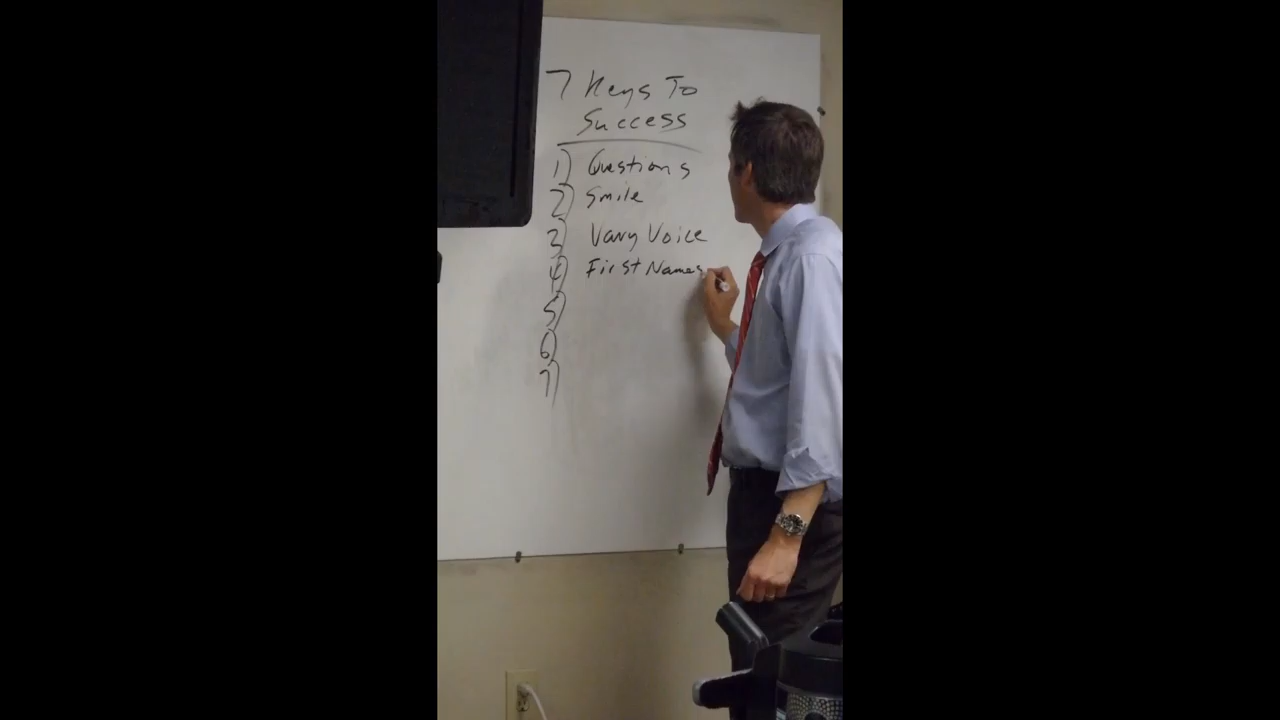 7 Keys To
Success
1) Questions
2) Smile
3) Vary Voice
4) First Names
5)
6)
7)